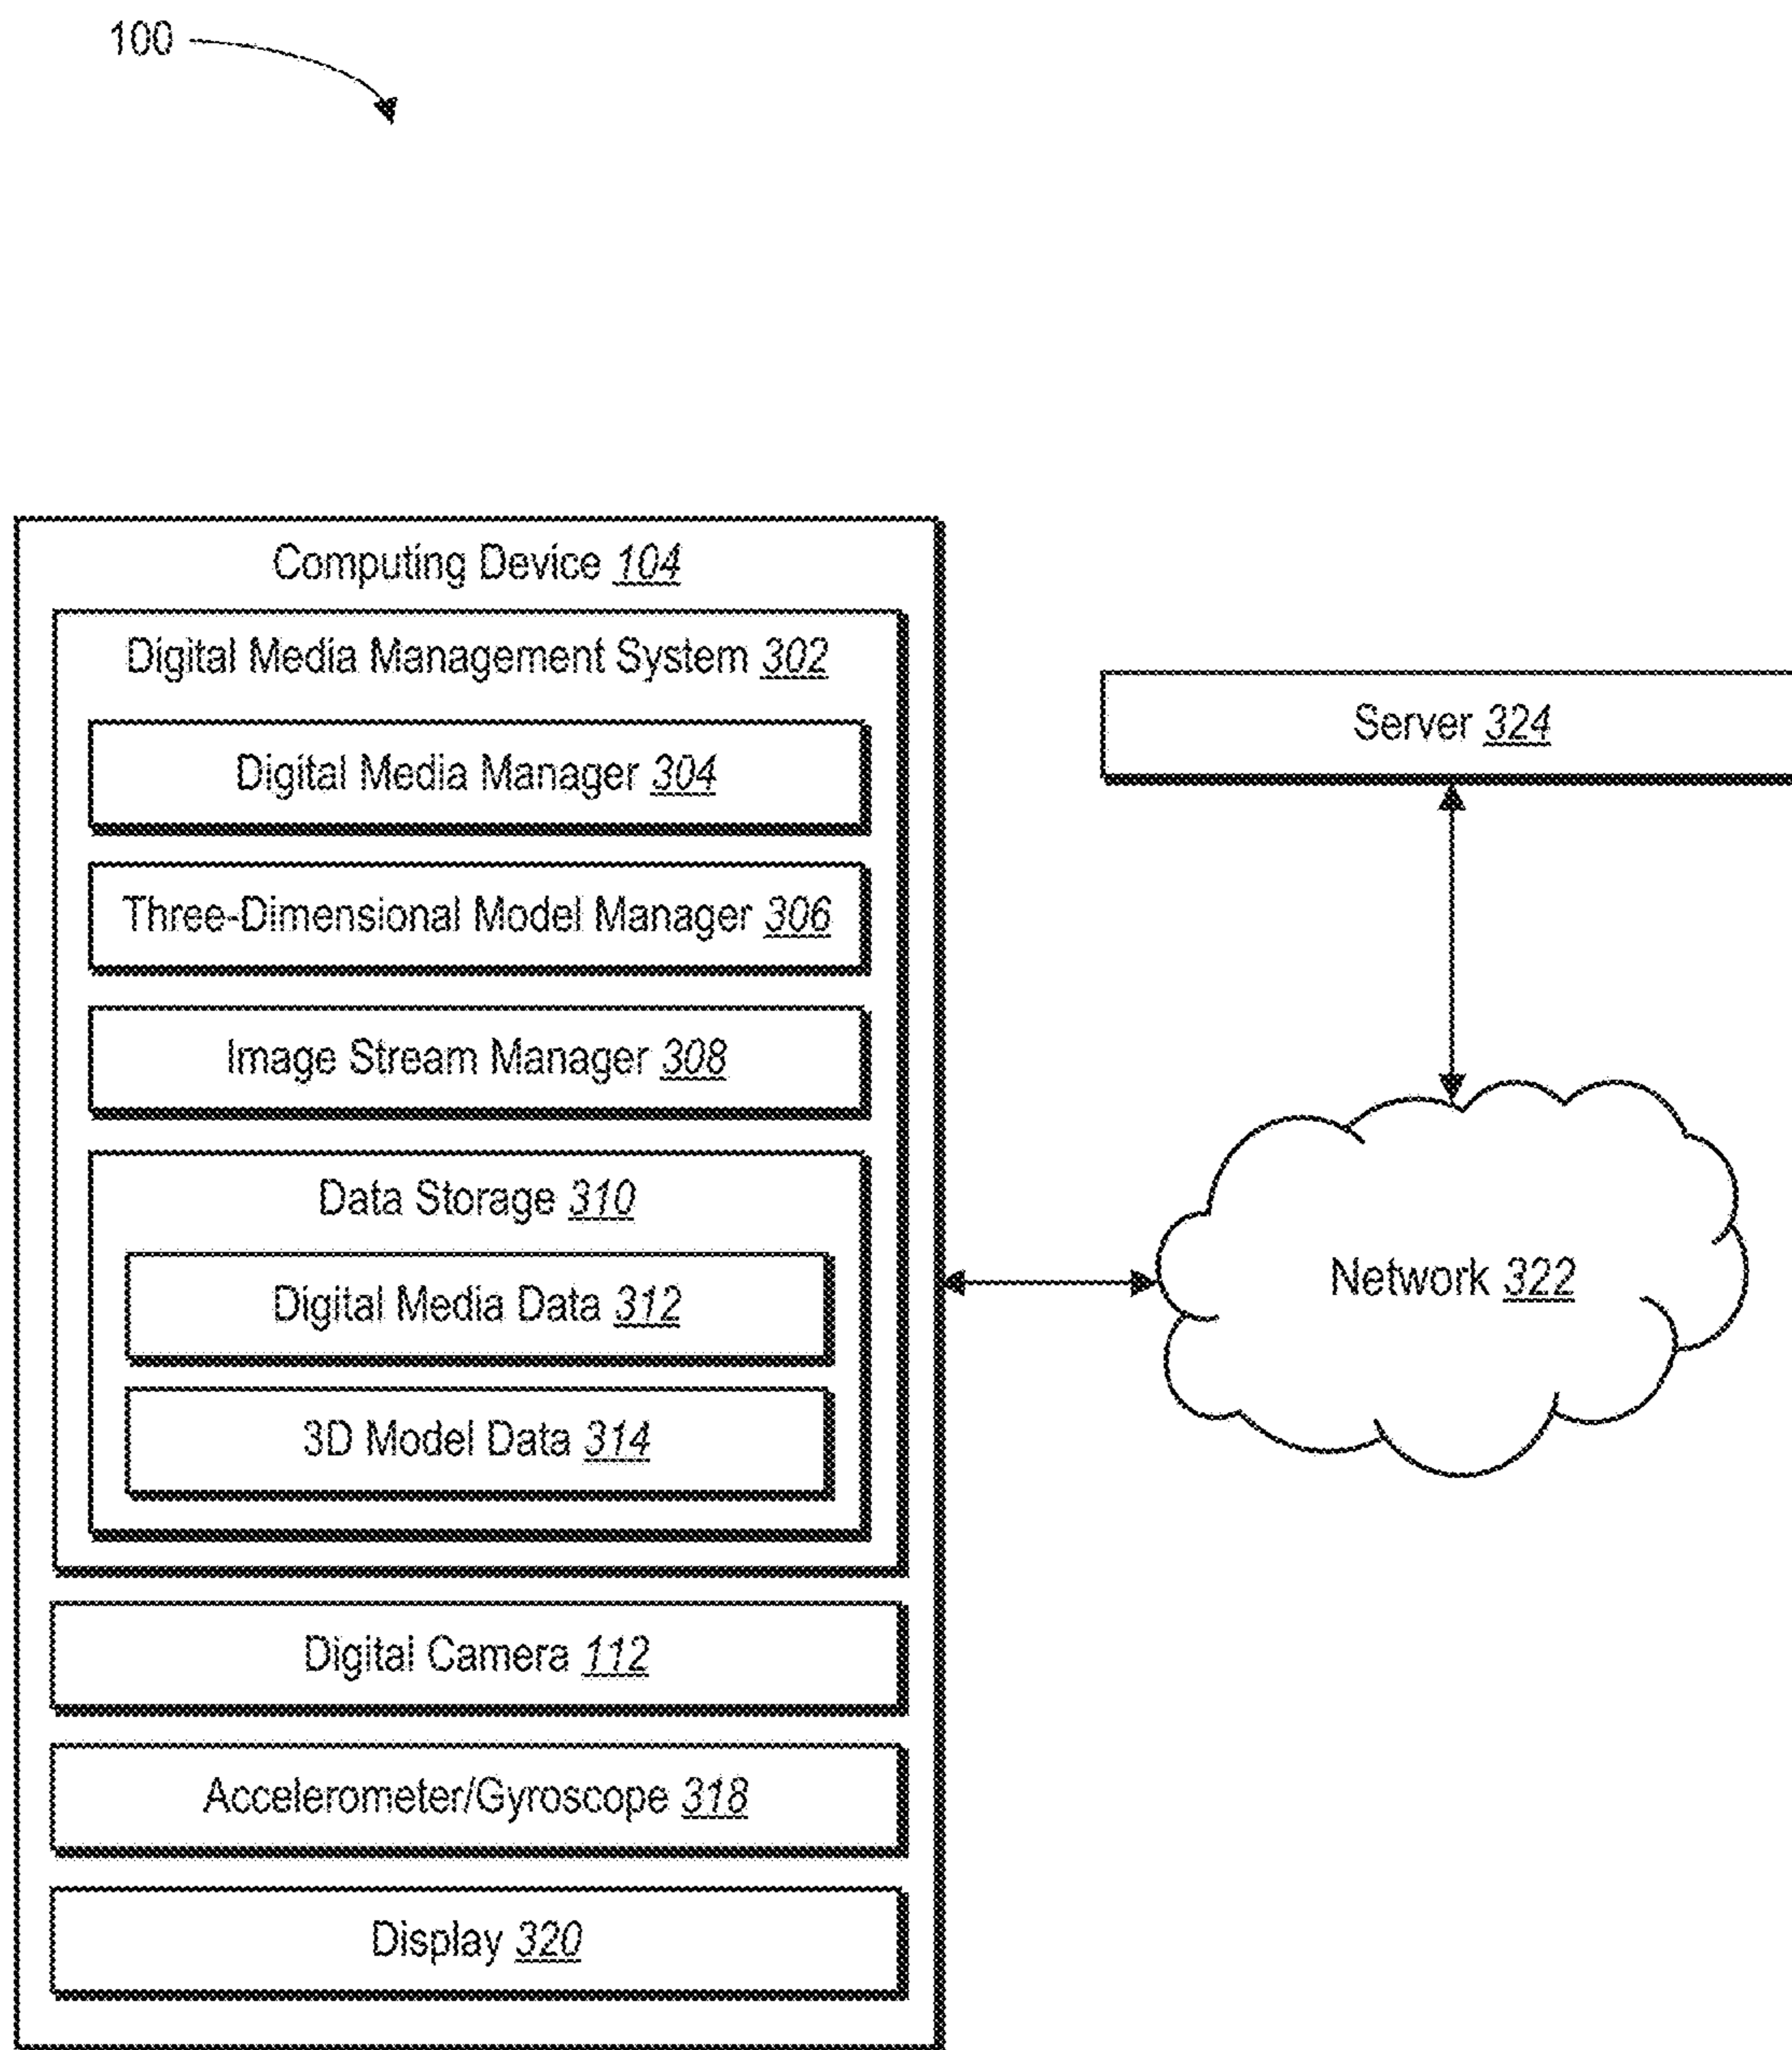 100
Computing Device 104
Digital Media Management System 302
Digital Media Manager 304
Three-Dimensional Model Manager 306
Image Stream Manager 308
Data Storage 310
Digital Media Data 312
3D Model Data 314
Digital Camera 112
Accelerometer/Gyroscope 318
Display 320
Server 324
Network 322